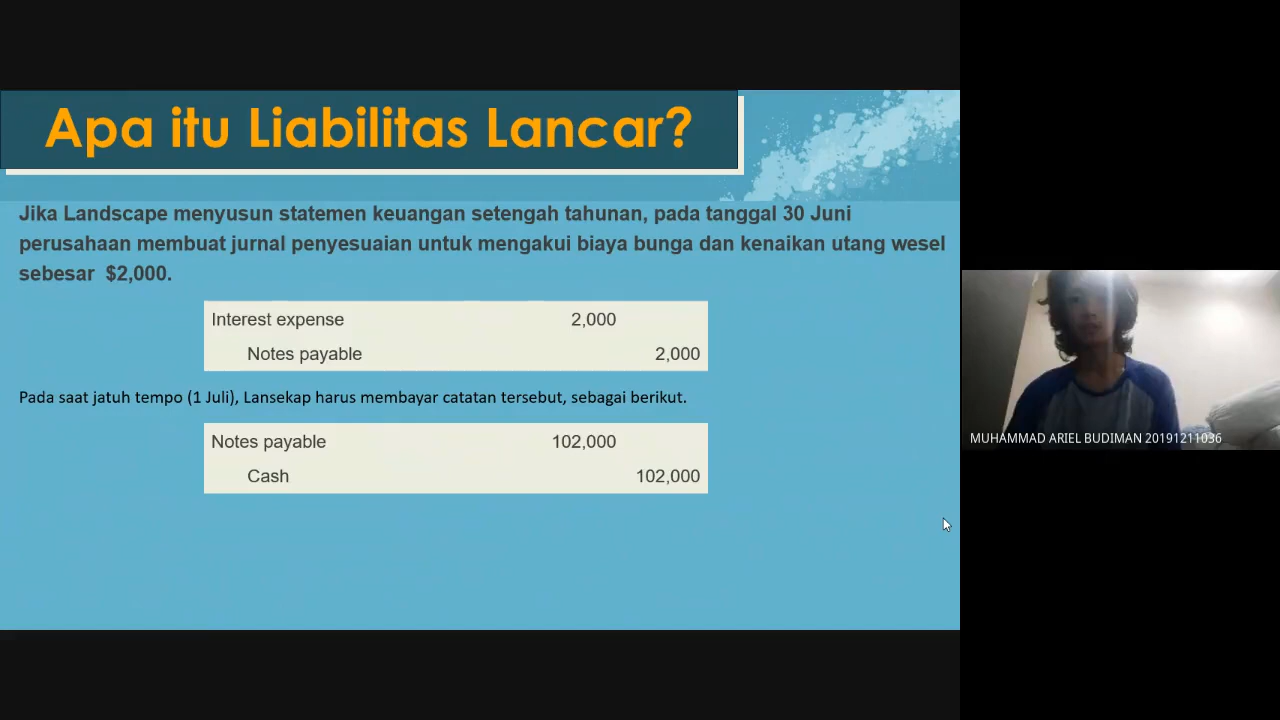 Apa itu Liabilitas Lancar?
Jika Landscape menyusun statemen keuangan setengah tahunan, pada tanggal 30 Juni
perusahaan membuat jurnal penyesuaian untuk mengakui biaya bunga dan kenaikan utang wesel
sebesar $2,000.
Interest expense 2,000
Notes payable 2,000
Pada saat jatuh tempo (1 Juli), Lansekap harus membayar catatan tersebut, sebagai berikut.
Notes payable 102,000
Cash 102,000
MUHAMMAD ARIEL BUDIMAN 20191211036